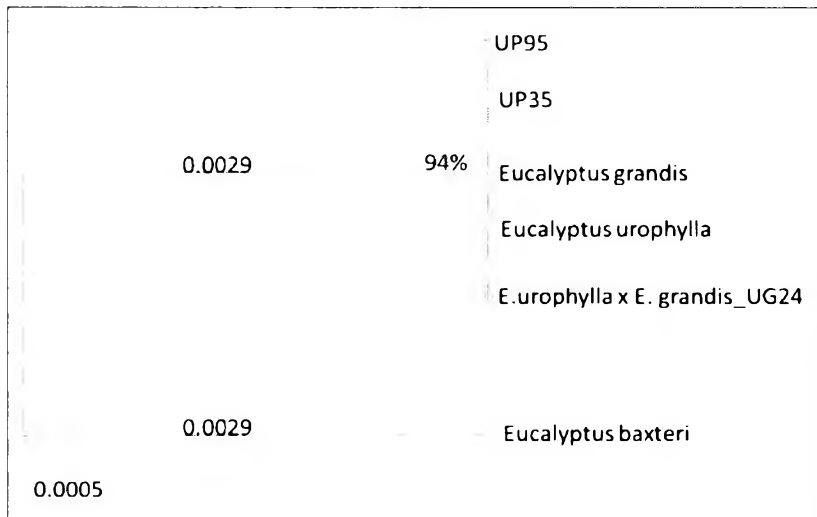 UP95
UP35
0.0029
94%
Eucalyptus grandis
Eucalyptus urophylla
E.urophylla x E. grandis_UG24
0.0029
Eucalyptus baxteri
0.0005